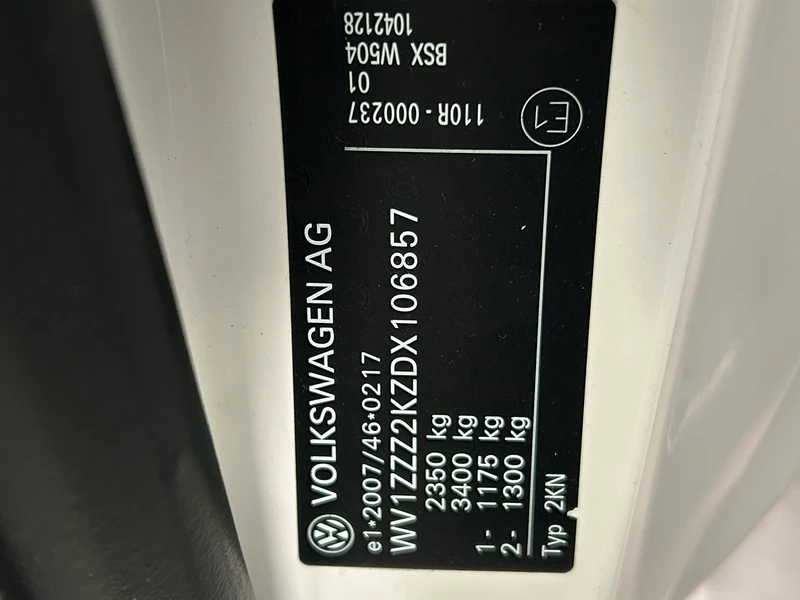 VOLKSWAGEN AG
e1*2007/46*0217
WV1ZZZ2KZDX106857
2350 kg
3400 kg
1- 1175 kg
2- 1300 kg
Typ 2KN
E1
110R-000237
01
BSX W504
1042128